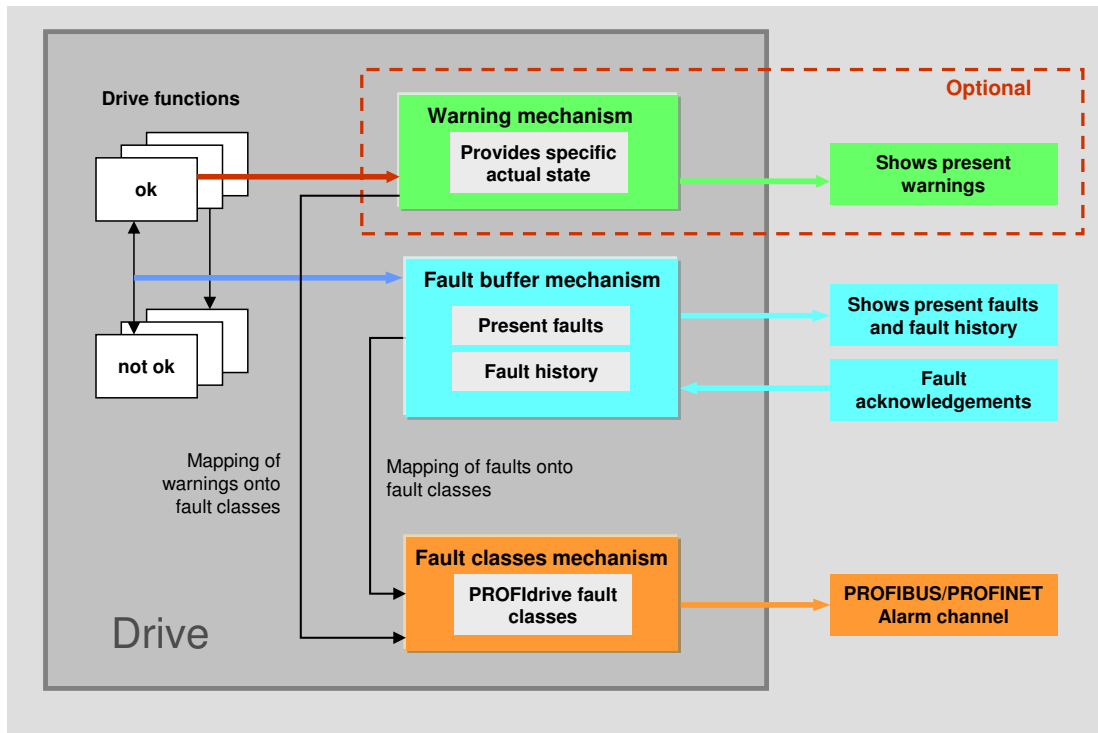 Optional
Drive functions
Warning mechanism
Provides specific
actual state
Shows present
warnings
ok
Fault buffer mechanism
Present faults
Fault history
Shows present faults
and fault history
not ok
Fault
acknowledgements
Mapping of
warnings onto
fault classes
Mapping of faults onto
fault classes
Fault classes mechanism
PROFIdrive fault
classes
PROFIBUS/PROFINET
Alarm channel
Drive